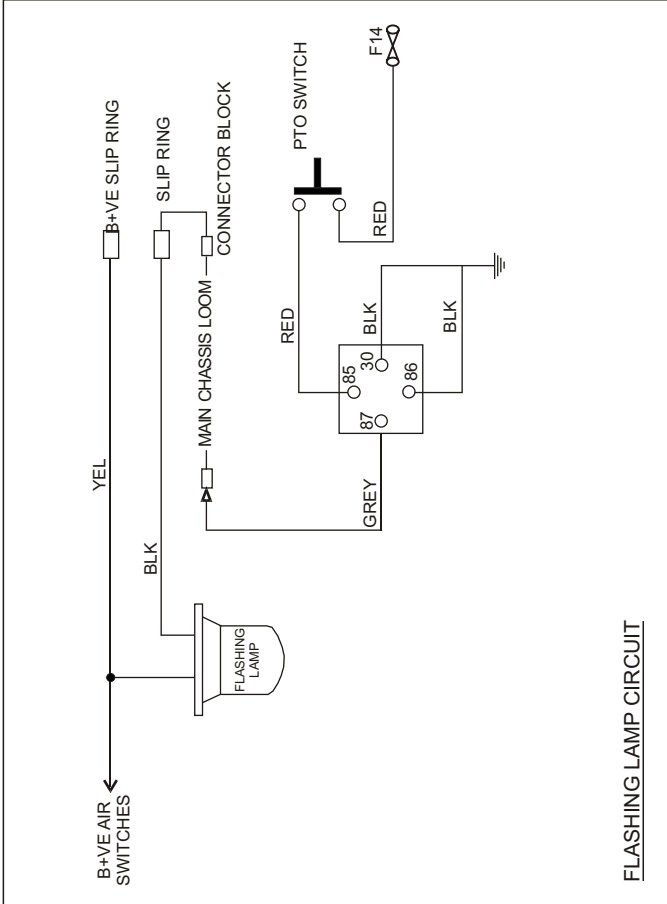 B+VE SLIP RING
SLIP RING
CONNECTOR BLOCK
PTO SWITCH
F14
YEL
BLK
MAIN CHASSIS LOOM
RED
RED
BLK
BLK
85
30
87
86
GREY
FLASHING
LAMP
B+VE AIR
SWITCHES
FLASHING LAMP CIRCUIT